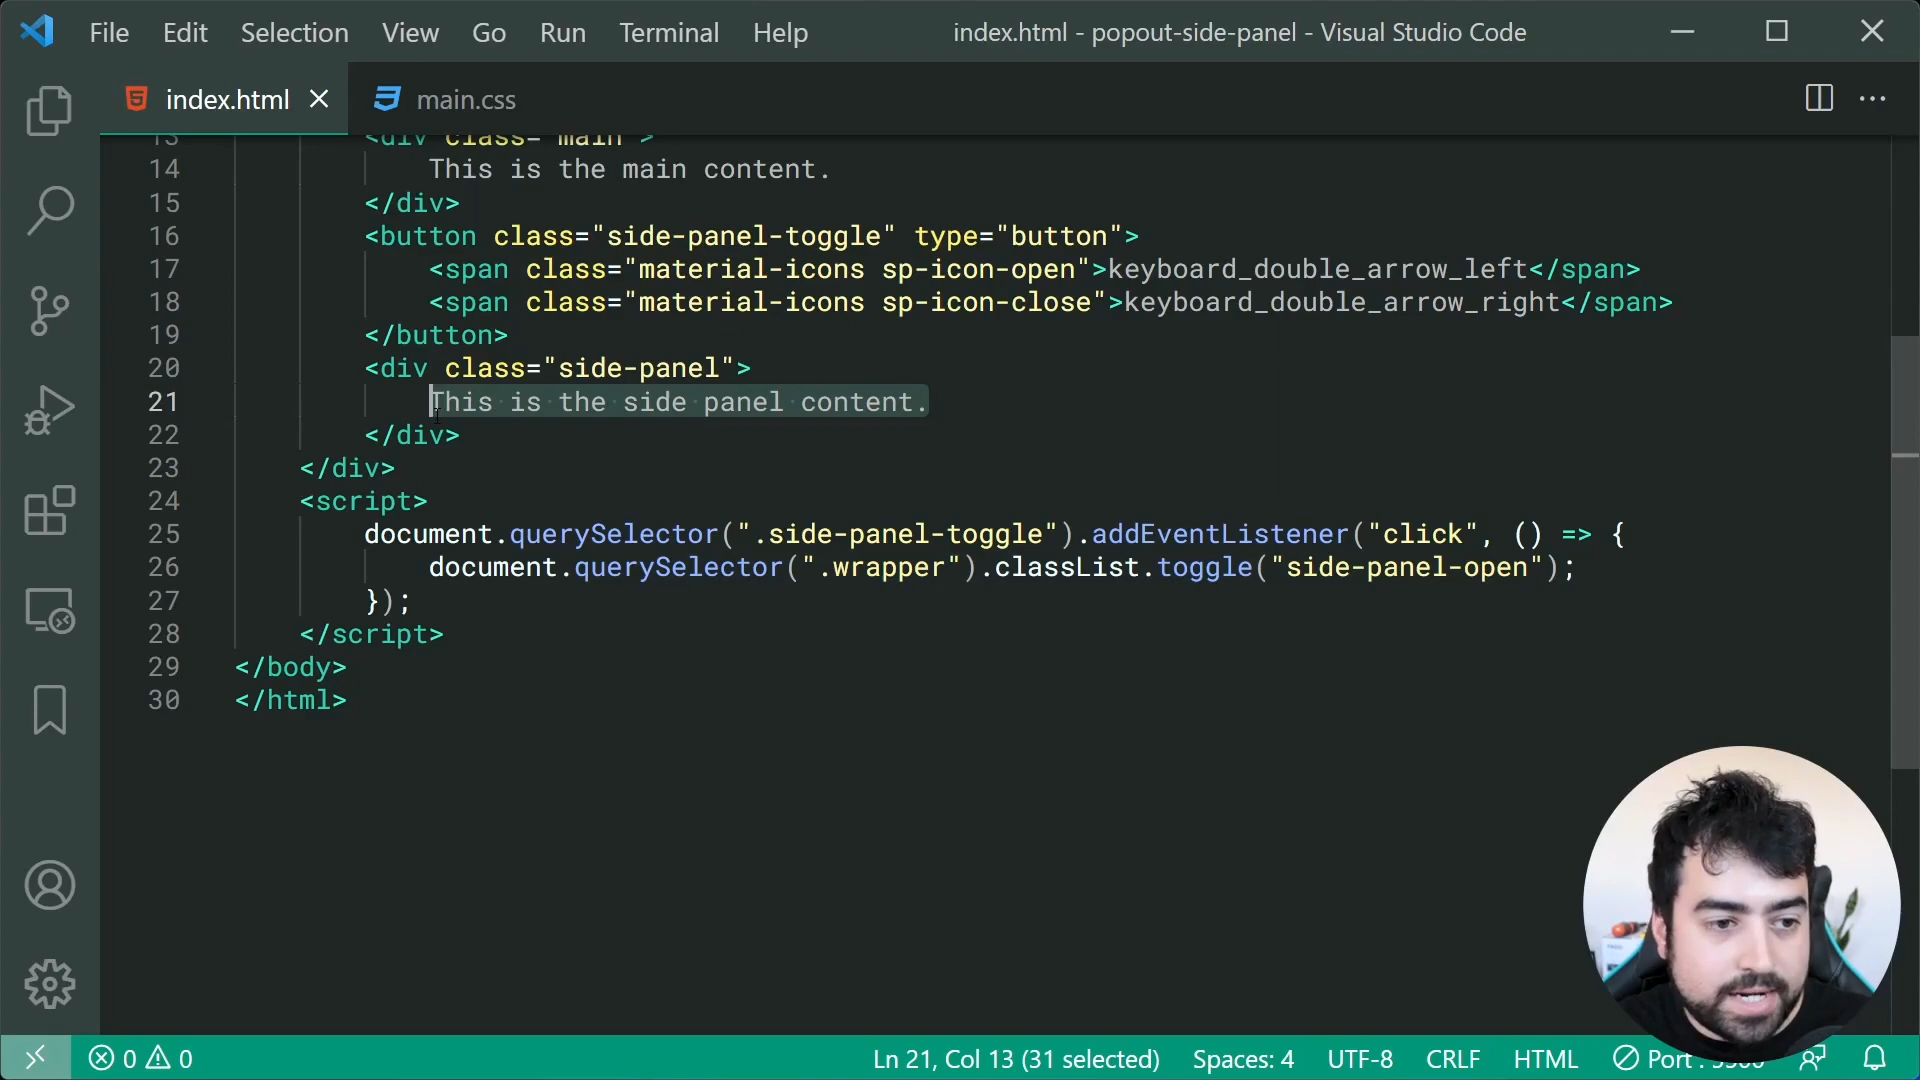 File Edit Selection View Go Run Terminal Help index.html - popout-side-panel - Visual Studio Code
index.html main.css
13 <div class="main">
14 This is the main content.
15 </div>
16 <button class="side-panel-toggle" type="button">
17 <span class="material-icons sp-icon-open">keyboard_double_arrow_left</span>
18 <span class="material-icons sp-icon-close">keyboard_double_arrow_right</span>
19 </button>
20 <div class="side-panel">
21 This is the side panel content.
22 </div>
23 </div>
24 <script>
25 document.querySelector(".side-panel-toggle").addEventListener("click", () => {
26 document.querySelector(".wrapper").classList.toggle("side-panel-open");
27 });
28 </script>
29 </body>
30 </html>
0 0 Ln 21, Col 13 (31 selected) Spaces: 4 UTF-8 CRLF HTML Port :